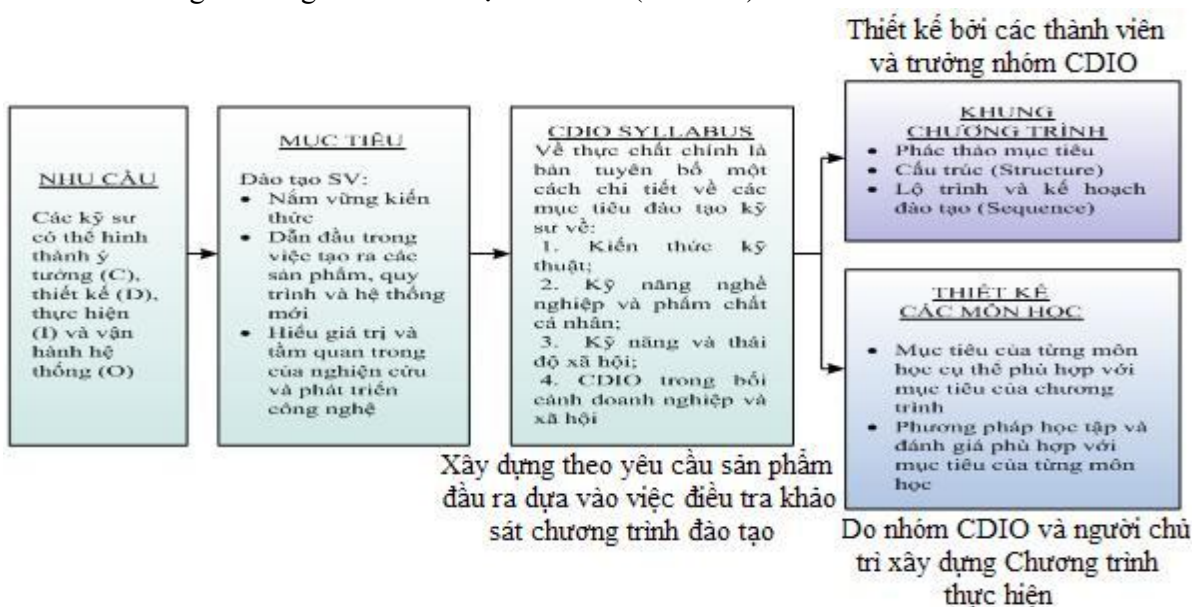 Thiết kế bởi các thành viên
và trưởng nhóm CDIO
NHU CẦU
Các kỹ sư
có thể hình
thành ý
tưởng (C),
thiết kế (D),
thực hiện
(I) và vận
hành hệ
thống (O)
MỤC TIÊU
Đào tạo SV:
• Nắm vững kiến
thức
• Dẫn đầu trong
việc tạo ra các
sản phẩm, quy
trình và hệ thống
mới
• Hiểu giá trị và
tầm quan trong
của nghiện cứu
và phát triển
công nghệ
CDIO SYLLABUS
Về thực chất chính là
bản tuyên bố một
cách chi tiết về các
mục tiêu đào tạo kỹ
sư về:
1. Kiến thức kỹ
thuật;
2. Kỹ năng nghề
nghiệp và phẩm chất
cá nhân;
3. Kỹ năng và thái
độ xã hội;
4. CDIO trong bối
cảnh doanh nghiệp và
xã hội
Xây dựng theo yêu cầu sản phẩm
đầu ra dựa vào việc điều tra khảo
sát chương trình đào tạo
KHUNG
CHƯƠNG TRÌNH
• Phác thảo mục tiêu
• Cấu trúc (Structure)
• Lộ trình và kế hoạch
đào tạo (Sequence)
THIẾT KẾ
CÁC MÔN HỌC
• Mục tiêu của từng môn
học cụ thể phù hợp với
mục tiêu của chương
trình
• Phương pháp học tập và
đánh giá phù hợp với
mục tiêu của từng môn
học
Do nhóm CDIO và người chủ
trì xây dựng Chương trình
thực hiện